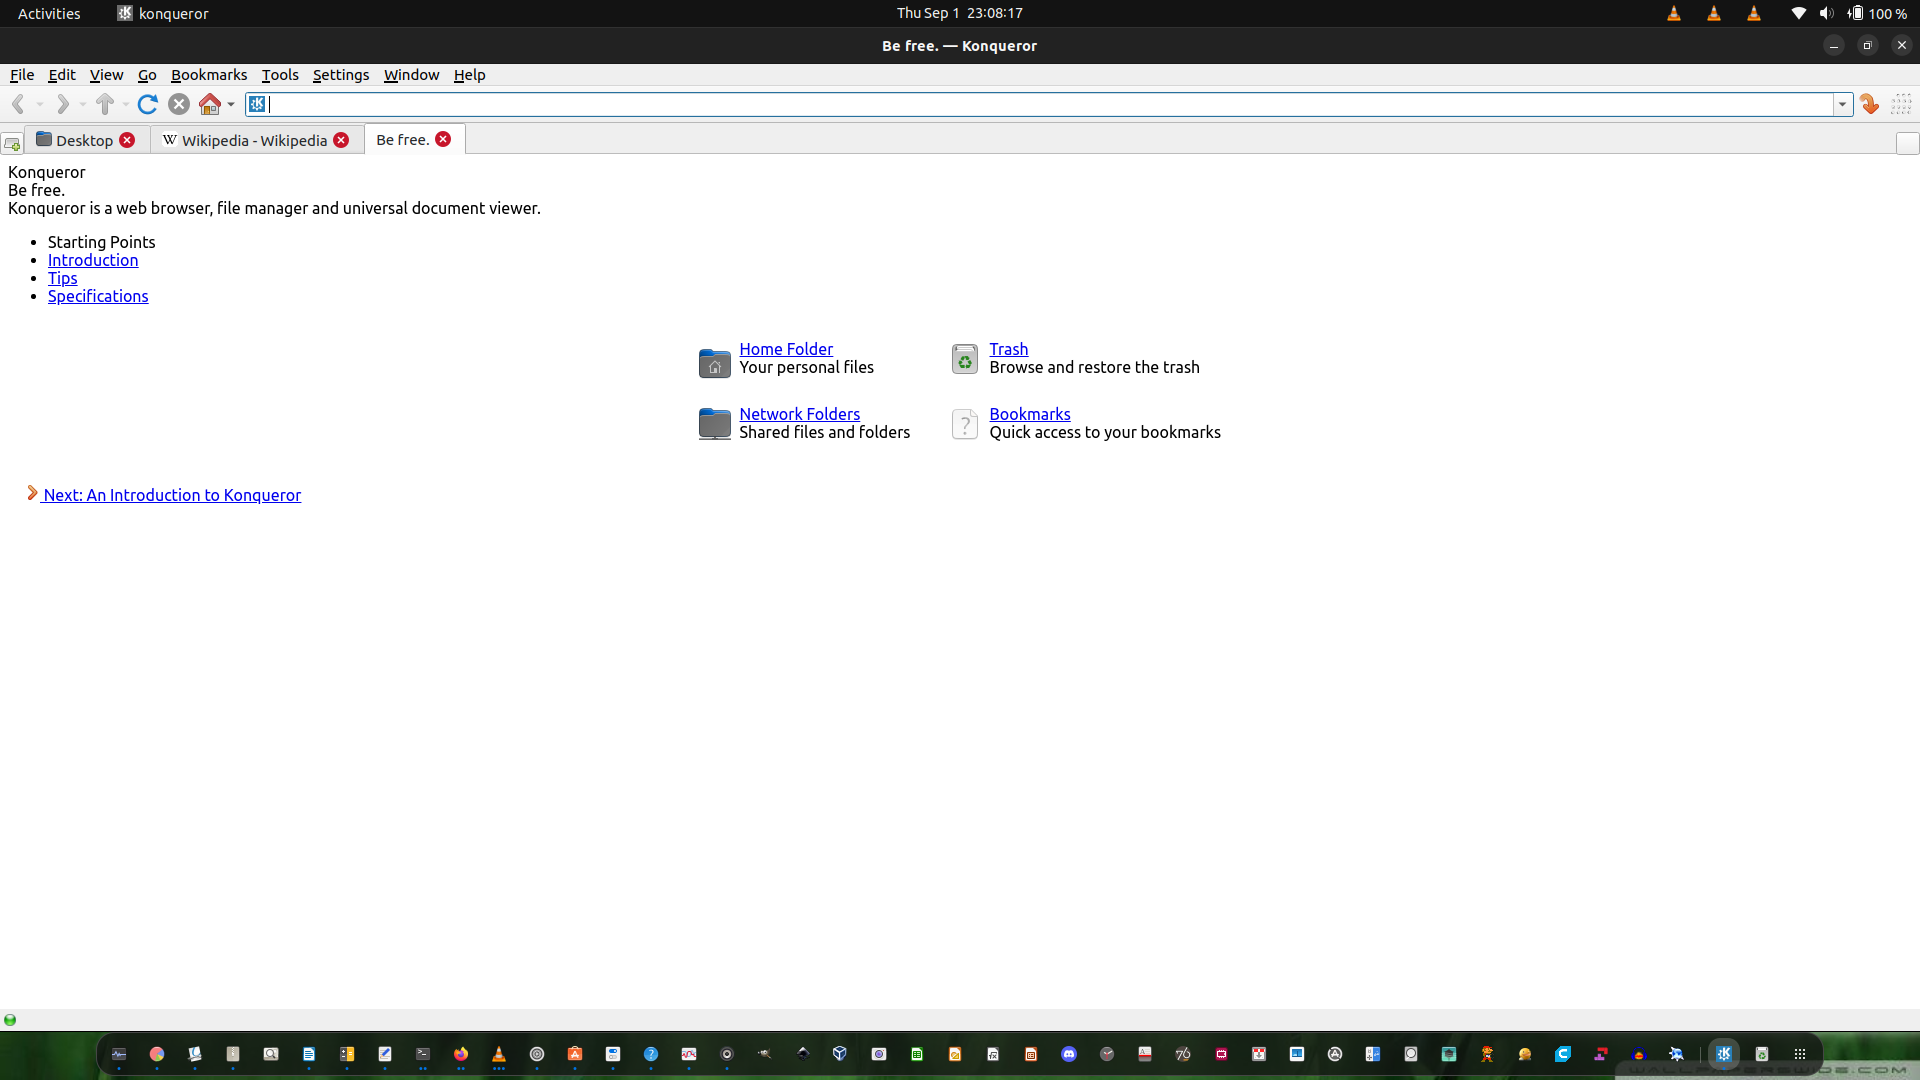 Activities
konqueror
Thu Sep 1 23:08:17
100 %
Be free. — Konqueror
File Edit View Go Bookmarks Tools Settings Window Help
Desktop
Wikipedia - Wikipedia
Be free.
Konqueror
Be free.
Konqueror is a web browser, file manager and universal document viewer.
• Starting Points
• Introduction
• Tips
• Specifications
Home Folder
Your personal files
Trash
Browse and restore the trash
Network Folders
Shared files and folders
Bookmarks
Quick access to your bookmarks
Next: An Introduction to Konqueror
WALLPAPERSWIDE.COM